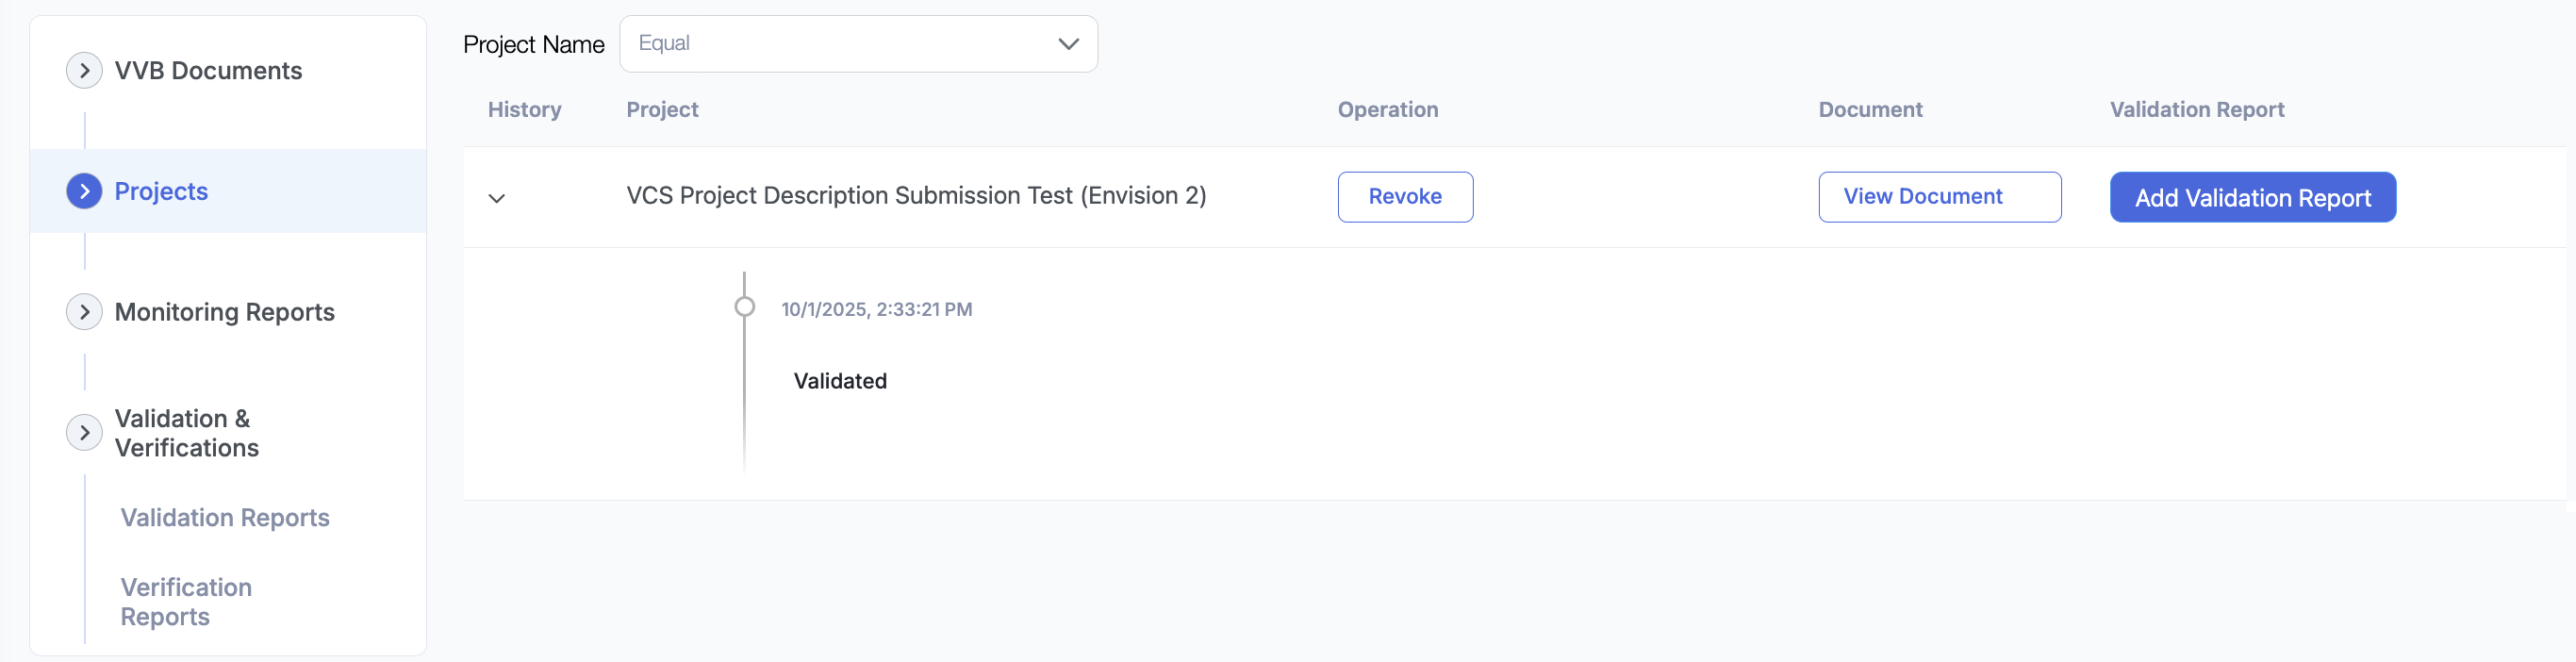 VVB Documents
Projects
Monitoring Reports
Validation &
Verifications
Validation Reports
Verification
Reports
Project Name
Equal
History
Project
Operation
Document
Validation Report
VCS Project Description Submission Test (Envision 2)
Revoke
View Document
Add Validation Report
10/1/2025, 2:33:21 PM
Validated